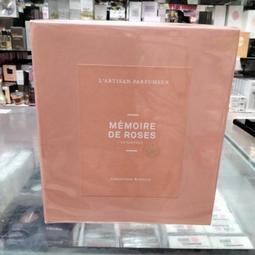 L'ARTISAN PARFUMEUR
MÉMOIRE
DE ROSES